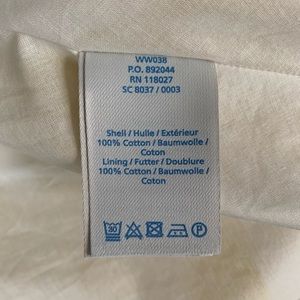 WW038
P.O. 892044
RN 118027
SC 8037 / 0003
Shell / Hulle / Extérieur
100% Cotton / Baumwolle /
Coton
Lining / Futter / Doublure
100% Cotton / Baumwolle /
Coton
30
P